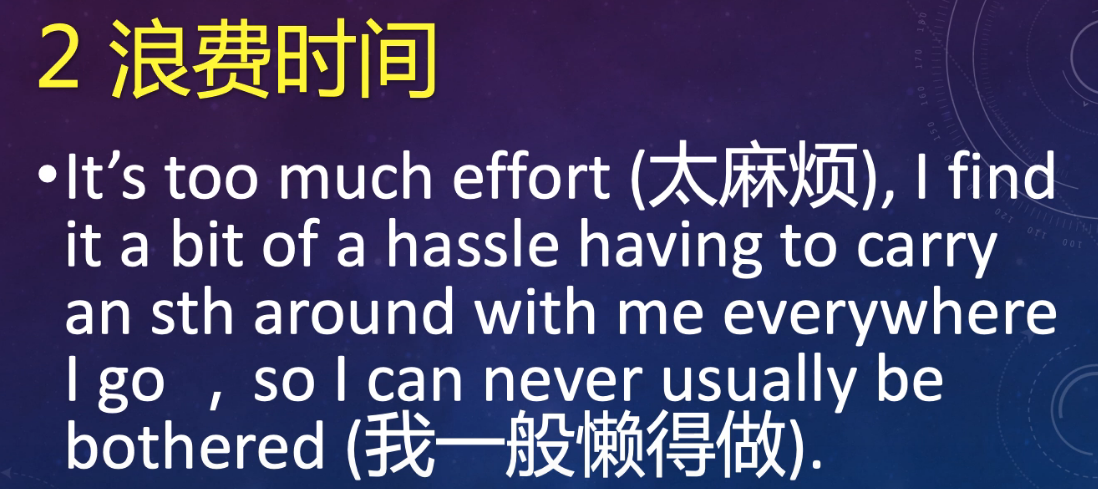 2 浪费时间
•It’s too much effort (太麻烦), I find
it a bit of a hassle having to carry
an sth around with me everywhere
I go ，so I can never usually be
bothered (我一般懒得做).